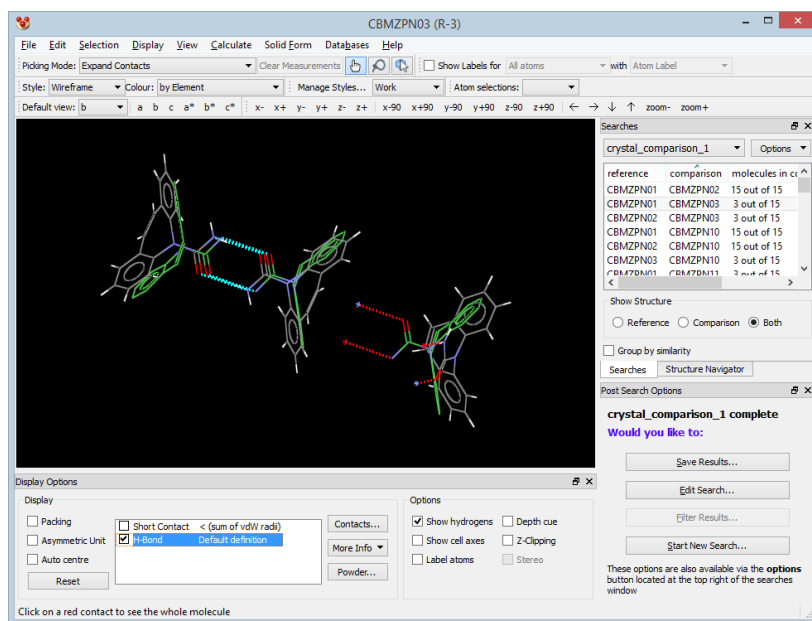 CBMZPN03 (R-3)
File Edit Selection Display View Calculate Solid Form Databases Help
Picking Mode: Expand Contacts Clear Measurements Show Labels for All atoms with Atom Label
Style: Wireframe Colour: by Element Manage Styles... Work Atom selections:
Default view: b a b c a* b* c* x- x+ y- y+ z- z+ x-90 x+90 y-90 y+90 z-90 z+90 ← → ↓ ↑ zoom- zoom+
Searches
crystal_comparison_1 Options
reference comparison molecules in co
CBMZPN01 CBMZPN02 15 out of 15
CBMZPN01 CBMZPN03 3 out of 15
CBMZPN02 CBMZPN03 3 out of 15
CBMZPN01 CBMZPN10 15 out of 15
CBMZPN02 CBMZPN10 15 out of 15
CBMZPN03 CBMZPN10 3 out of 15
CBMZPN01 CBMZPN11 3 out of 15
Show Structure
Reference Comparison Both
Group by similarity
Searches Structure Navigator
Post Search Options
crystal_comparison_1 complete
Would you like to:
Save Results...
Edit Search...
Filter Results...
Start New Search...
These options are also available via the options
button located at the top right of the searches
window
Display Options
Display
Packing
Asymmetric Unit
Auto centre
Reset
Short Contact < (sum of vdW radii)
H-Bond Default definition
Contacts...
More Info
Powder...
Options
Show hydrogens Depth cue
Show cell axes Z-Clipping
Label atoms Stereo
Click on a red contact to see the whole molecule